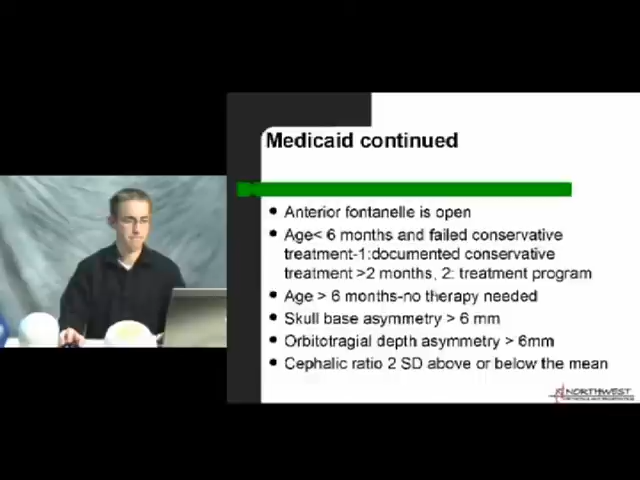 Medicaid continued
Anterior fontanelle is open
Age< 6 months and failed conservative
treatment-1:documented conservative
treatment >2 months, 2: treatment program
Age > 6 months-no therapy needed
Skull base asymmetry > 6 mm
Orbitotragial depth asymmetry > 6mm
Cephalic ratio 2 SD above or below the mean
NORTHWEST